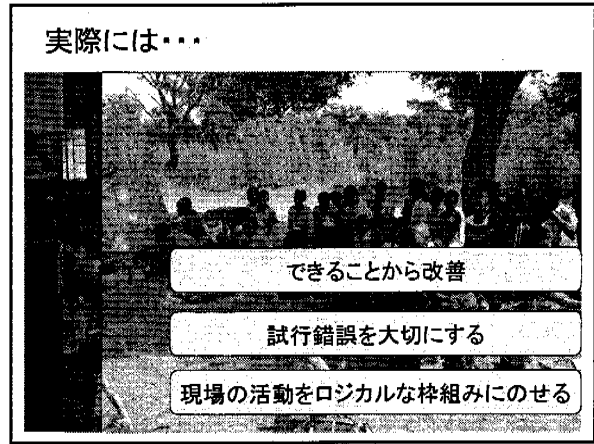 実際には・・・
できることから改善
試行錯誤を大切にする
現場の活動をロジカルな枠組みにのせる